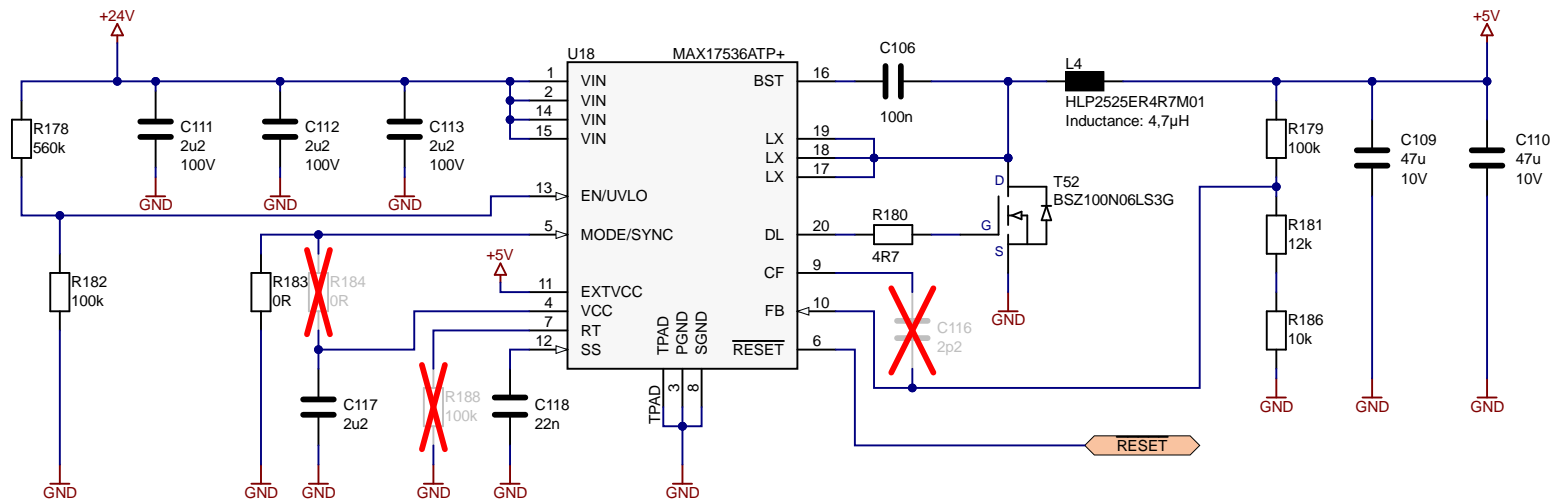 +24V
+5V
U18 MAX17536ATP+
C106
100n
L4
HLP2525ER4R7M01
Inductance: 4,7µH
1 VIN
2 VIN
14 VIN
15 VIN
BST 16
LX 19
LX 18
LX 17
R178
560k
C111
2u2
100V
C112
2u2
100V
C113
2u2
100V
GND
GND
GND
R179
100k
C109
47u
10V
C110
47u
10V
13 EN/UVLO
5 MODE/SYNC
DL 20
R180
4R7
D
G
S
T52
BSZ100N06LS3G
GND
R181
12k
R182
100k
R183
0R
R184
0R
+5V
11 EXTVCC
4 VCC
7 RT
12 SS
CF 9
FB 10
RESET 6
C116
2p2
R186
10k
TPAD
PGND
SGND
TPAD
3
8
C117
2u2
R188
100k
C118
22n
GND
GND
GND
RESET
GND
GND
GND
GND
GND
GND